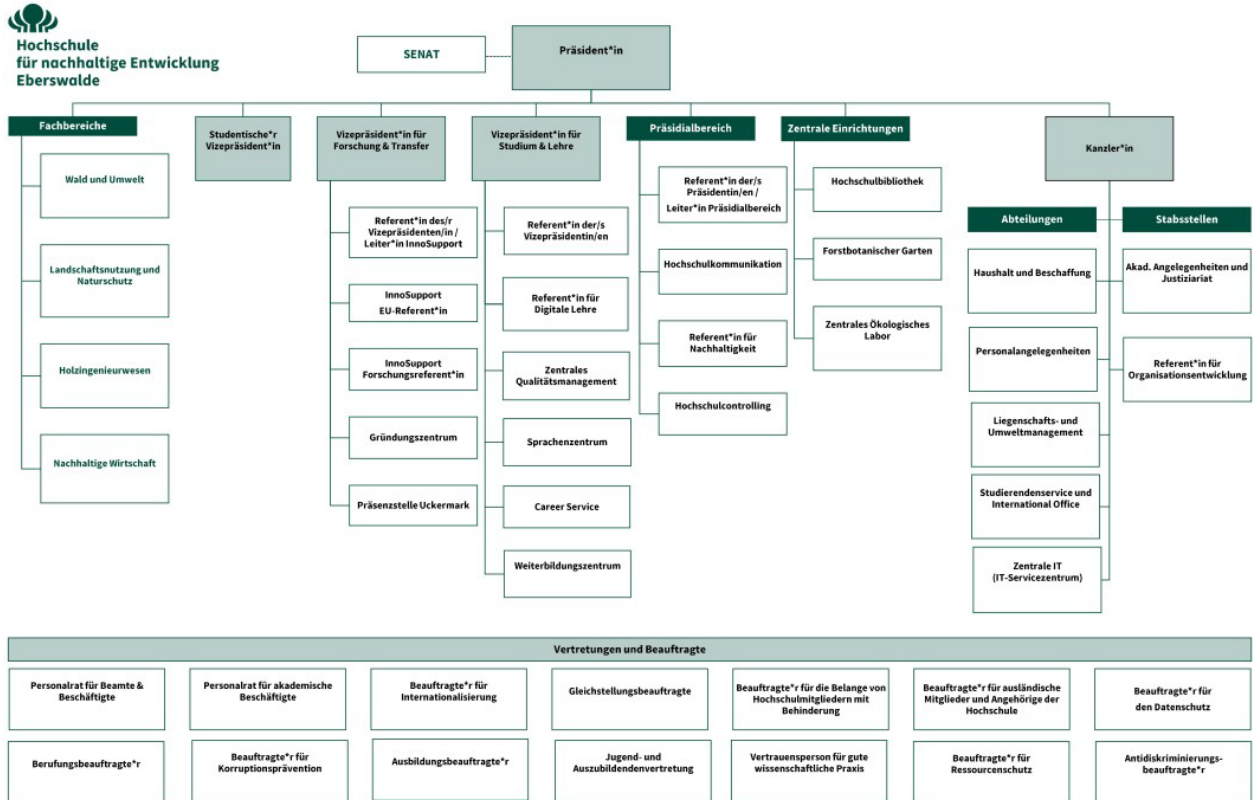 Hochschule
für nachhaltige Entwicklung
Eberswalde
SENAT
Präsident*in
Fachbereiche
Wald und Umwelt
Landschaftsnutzung und
Naturschutz
Holzingenieurwesen
Nachhaltige Wirtschaft
Studentische*r
Vizepräsident*in
Vizepräsident*in für
Forschung & Transfer
Referent*in des/r
Vizepräsidenten/in /
Leiter*in InnoSupport
InnoSupport
EU-Referent*in
InnoSupport
Forschungsreferent*in
Gründungszentrum
Präsenzstelle Uckermark
Vizepräsident*in für
Studium & Lehre
Referent*in der/s
Vizepräsidentin/en
Referent*in für
Digitale Lehre
Zentrales
Qualitätsmanagement
Sprachenzentrum
Career Service
Weiterbildungszentrum
Präsidialbereich
Referent*in der/s
Präsidentin/en /
Leiter*in Präsidialbereich
Hochschulkommunikation
Referent*in für
Nachhaltigkeit
Hochschulcontrolling
Zentrale Einrichtungen
Hochschulbibliothek
Forstbotanischer Garten
Zentrales Ökologisches
Labor
Kanzler*in
Abteilungen
Haushalt und Beschaffung
Personalangelegenheiten
Liegenschafts- und
Umweltmanagement
Studierendenservice und
International Office
Zentrale IT
(IT-Servicezentrum)
Stabsstellen
Akad. Angelegenheiten und
Justiziariat
Referent*in für
Organisationsentwicklung
Vertretungen und Beauftragte
Personalrat für Beamte &
Beschäftigte
Personalrat für akademische
Beschäftigte
Beauftragte*r für
Internationalisierung
Gleichstellungsbeauftragte
Beauftragte*r für die Belange von
Hochschulmitgliedern mit
Behinderung
Beauftragte*r für ausländische
Mitglieder und Angehörige der
Hochschule
Beauftragte*r für
den Datenschutz
Berufungsbeauftragte*r
Beauftragte*r für
Korruptionsprävention
Ausbildungsbeauftragte*r
Jugend- und
Auszubildendenvertretung
Vertrauensperson für gute
wissenschaftliche Praxis
Beauftragte*r für
Ressourcenschutz
Antidiskriminierungs-
beauftragte*r